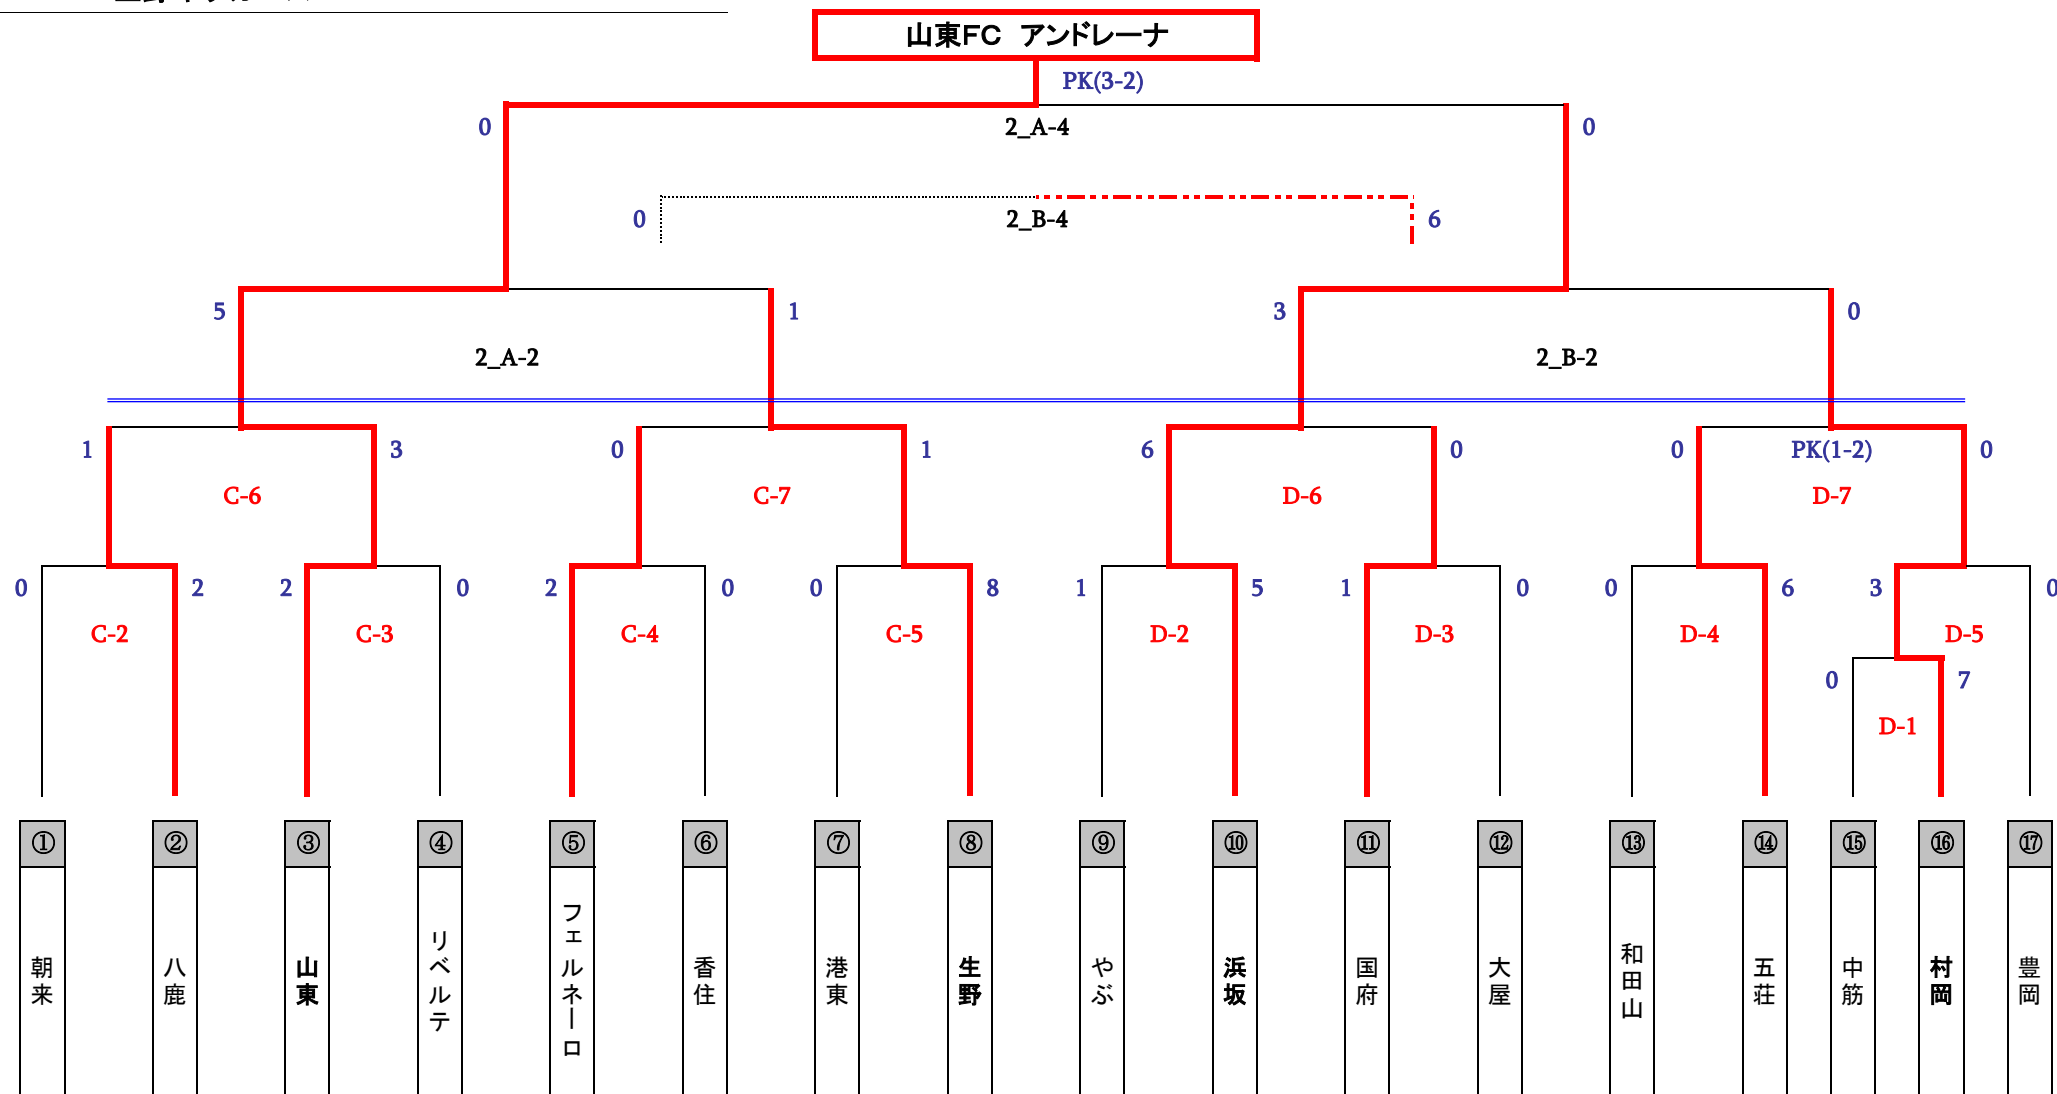 山東FC アンドレーナ
PK(3-2)
0 2_A-4 0
0 2_B-4 6
5 1 3 0
2_A-2 2_B-2
1 3 0 1 6 0 0 PK(1-2) 0
C-6 C-7 D-6 D-7
0 2 2 0 2 0 0 8 1 5 1 0 0 6 3 0
C-2 C-3 C-4 C-5 D-2 D-3 D-4 D-5
0 7
D-1
① ② ③ ④ ⑤ ⑥ ⑦ ⑧ ⑨ ⑩ ⑪ ⑫ ⑬ ⑭ ⑮ ⑯ ⑰
朝来
八鹿
山東
リベルテ
フェルネーロ
香住
港東
生野
やぶ
浜坂
国府
大屋
和田山
五荘
中筋
村岡
豊岡